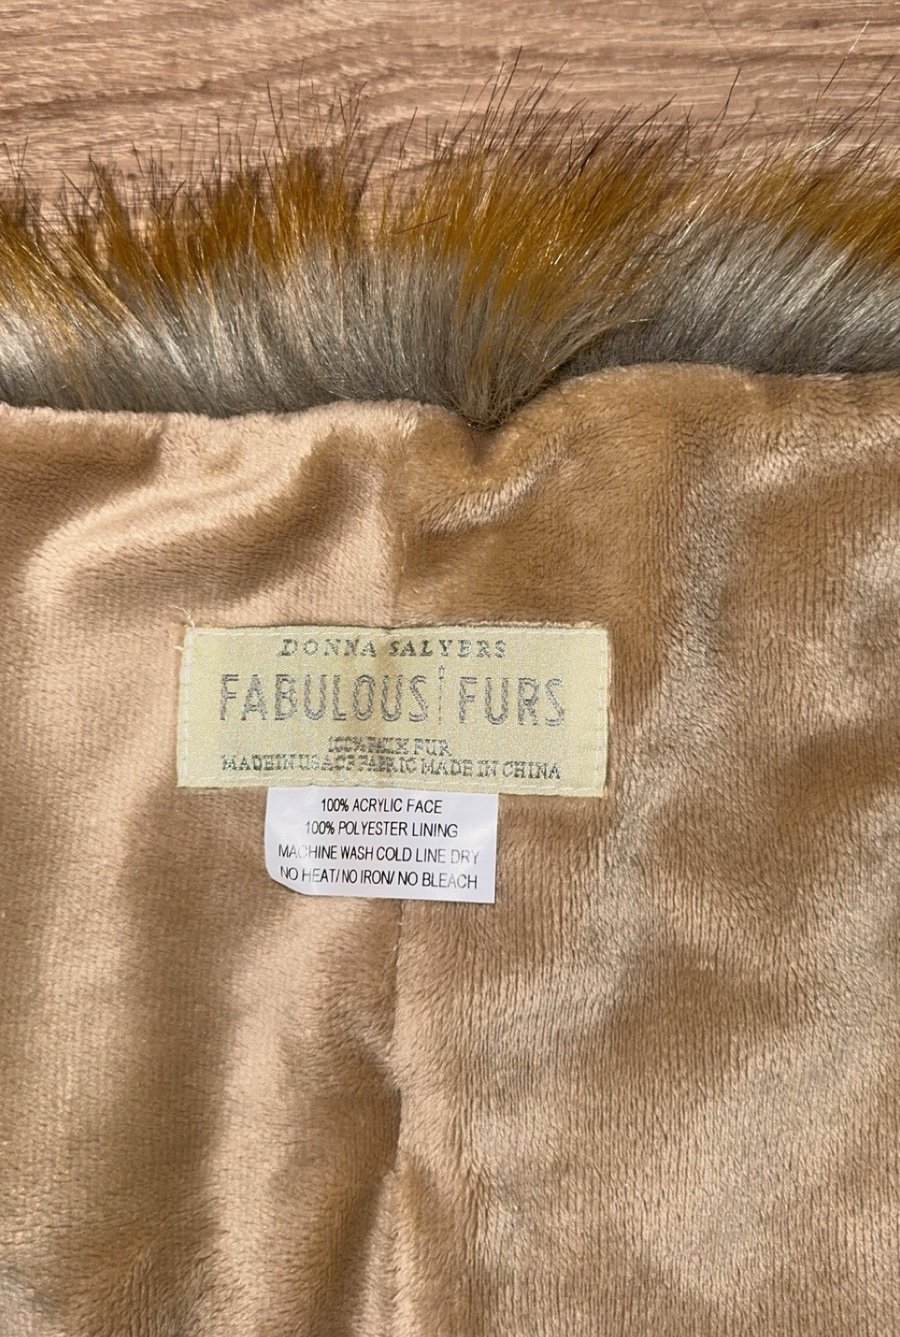 DONNA SALYERS
FABULOUS FURS
100% FAUX FUR
MADE IN USA OF FABRIC MADE IN CHINA
100% ACRYLIC FACE
100% POLYESTER LINING
MACHINE WASH COLD LINE DRY
NO HEAT/ NO IRON/ NO BLEACH